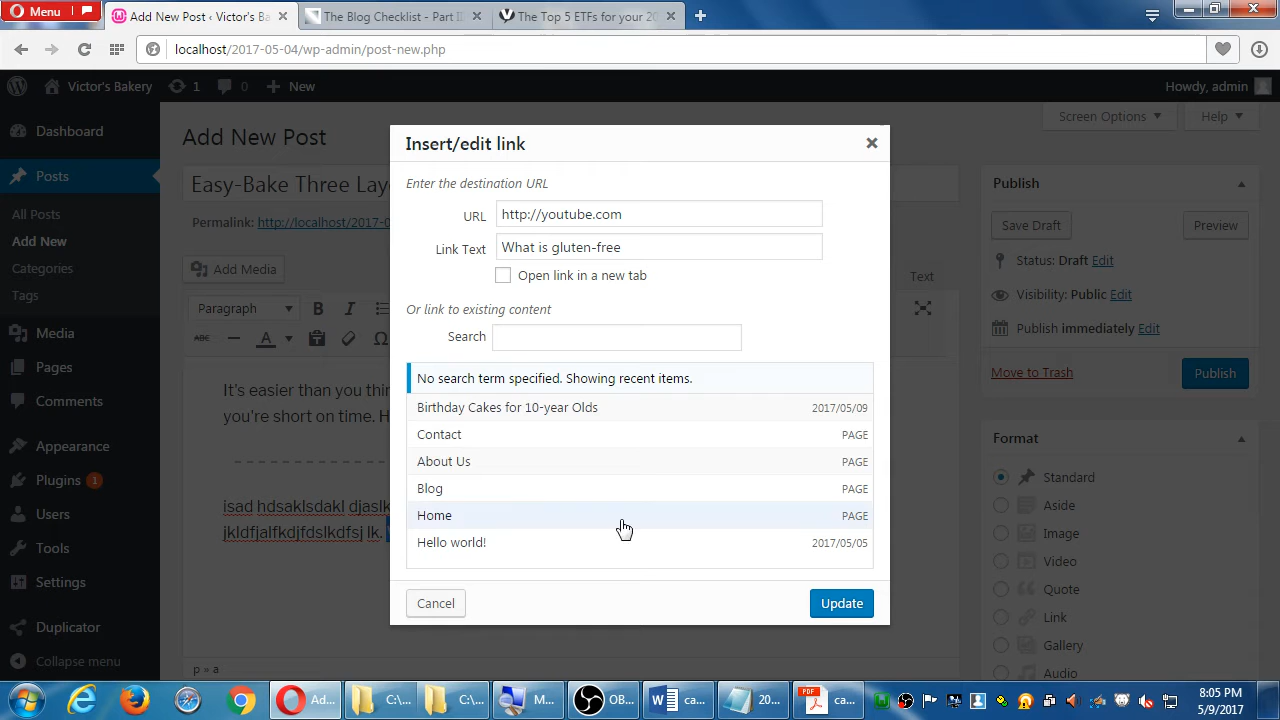 Menu
Add New Post ‹ Victor's Ba
The Blog Checklist - Part II
The Top 5 ETFs for your 20
localhost/2017-05-04/wp-admin/post-new.php
Victor's Bakery 1 0 New
Howdy, admin
Dashboard
Posts
All Posts
Add New
Categories
Tags
Media
Pages
Comments
Appearance
Plugins 1
Users
Tools
Settings
Duplicator
Collapse menu
Screen Options
Help
Add New Post
Easy-Bake Three Lay
Permalink: http://localhost/2017-0
Add Media
Text
Paragraph
B I
ABC A Ω
It's easier than you thin
you're short on time. H
isad hdsaklsdakl djaslk
jkldfjalfkdjfdslkdfsj lk.
p » a
Insert/edit link
Enter the destination URL
URL http://youtube.com
Link Text What is gluten-free
Open link in a new tab
Or link to existing content
Search
No search term specified. Showing recent items.
Birthday Cakes for 10-year Olds 2017/05/09
Contact PAGE
About Us PAGE
Blog PAGE
Home PAGE
Hello world! 2017/05/05
Cancel
Update
Publish
Save Draft
Preview
Status: Draft Edit
Visibility: Public Edit
Publish immediately Edit
Move to Trash
Publish
Format
Standard
Aside
Image
Video
Quote
Link
Gallery
Audio
Ad...
C:\...
C:\...
M...
OB...
ca...
20...
PDF
ca...
8:05 PM
5/9/2017